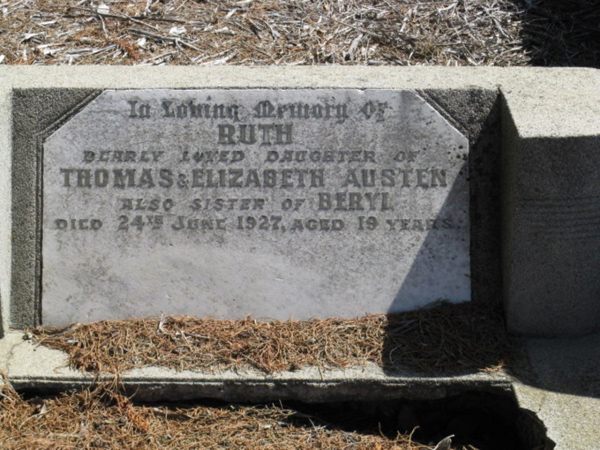 In Loving Memory Of
RUTH
DEARLY LOVED DAUGHTER OF
THOMAS & ELIZABETH AUSTEN
ALSO SISTER OF BERYL
DIED 24TH JUNE 1927, AGED 19 YEARS.